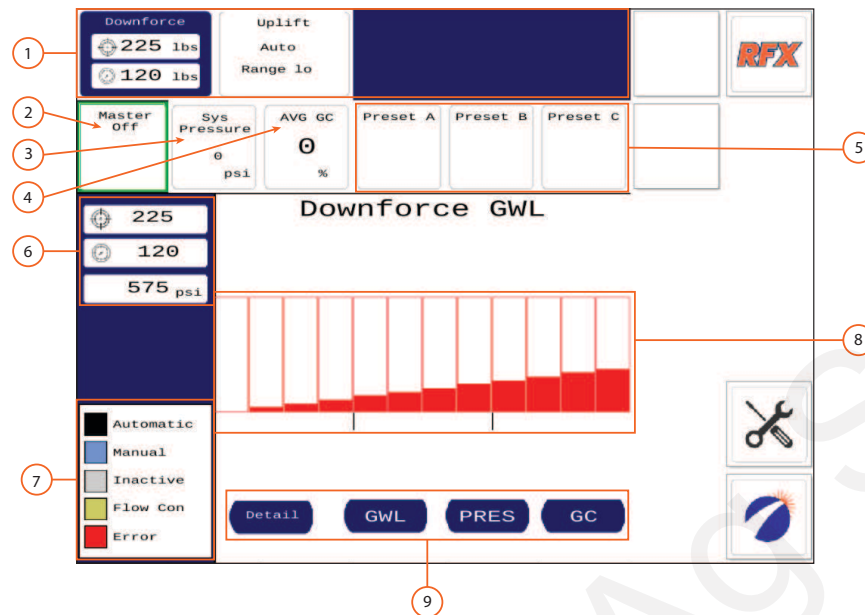 Downforce
225 lbs
120 lbs
Uplift
Auto
Range lo
RFX
1
2
Master
Off
Sys
Pressure
0
psi
AVG GC
0
%
Preset A
Preset B
Preset C
3
4
5
Downforce GWL
6
225
120
575 psi
8
7
Automatic
Manual
Inactive
Flow Con
Error
Detail
GWL
PRES
GC
9
Ag S